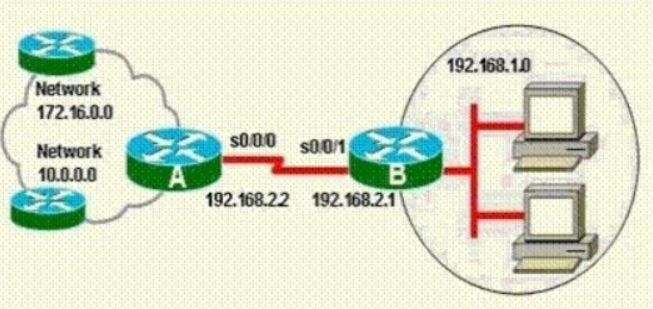 Network
172.16.0.0
Network
10.0.0.0
A
s0/0/0
192.168.2.2
s0/0/1
192.168.2.1
B
192.168.1.0